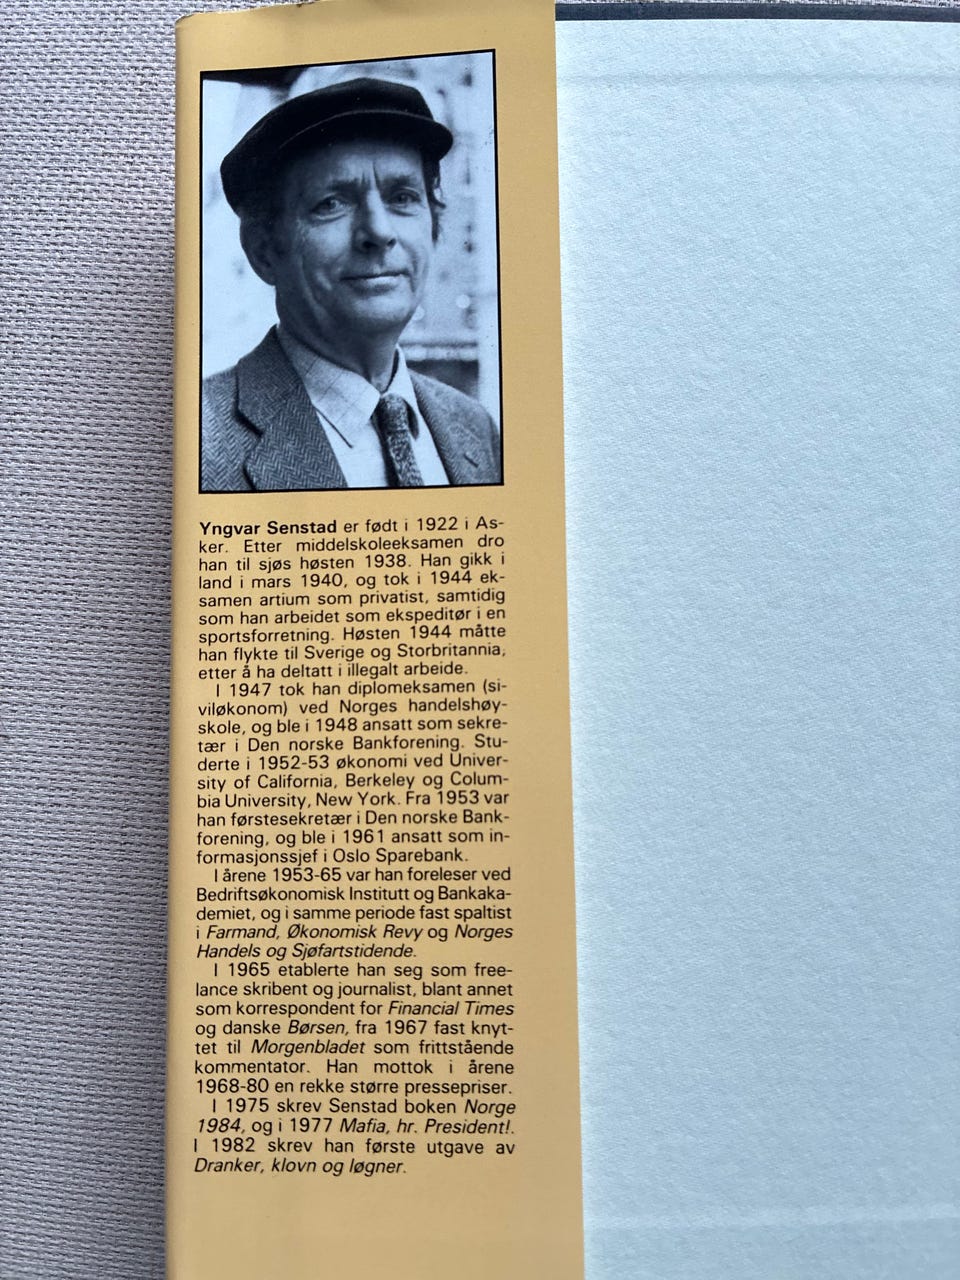 Yngvar Senstad er født i 1922 i As-
ker. Etter middelskoleeksamen dro
han til sjøs høsten 1938. Han gikk i
land i mars 1940, og tok i 1944 ek-
samen artium som privatist, samtidig
som han arbeidet som ekspeditør i en
sportsforretning. Høsten 1944 måtte
han flykte til Sverige og Storbritannia,
etter å ha deltatt i illegalt arbeide.
I 1947 tok han diplomeksamen (si-
viløkonom) ved Norges handelshøy-
skole, og ble i 1948 ansatt som sekre-
tær i Den norske Bankforening. Stu-
derte i 1952-53 økonomi ved Univer-
sity of California, Berkeley og Colum-
bia University, New York. Fra 1953 var
han førstesekretær i Den norske Bank-
forening, og ble i 1961 ansatt som in-
formasjonssjef i Oslo Sparebank.
I årene 1953-65 var han foreleser ved
Bedriftsøkonomisk Institutt og Bankaka-
demiet, og i samme periode fast spaltist
i Farmand, Økonomisk Revy og Norges
Handels og Sjøfartstidende.
I 1965 etablerte han seg som free-
lance skribent og journalist, blant annet
som korrespondent for Financial Times
og danske Børsen, fra 1967 fast knyt-
tet til Morgenbladet som frittstående
kommentator. Han mottok i årene
1968-80 en rekke større pressepriser.
I 1975 skrev Senstad boken Norge
1984, og i 1977 Mafia, hr. President!.
I 1982 skrev han første utgave av
Dranker, klovn og løgner.